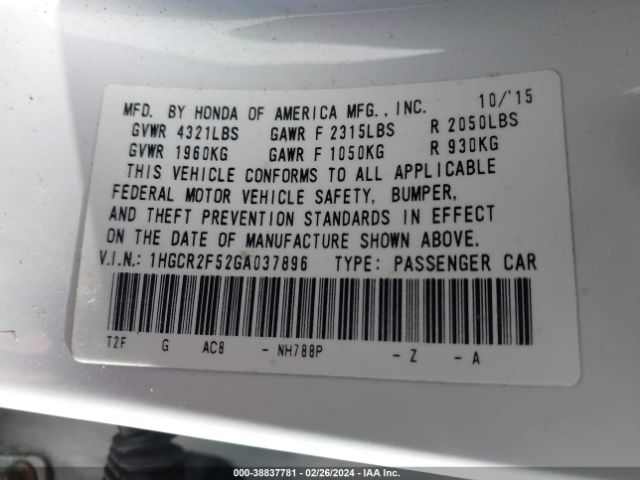 MFD. BY HONDA OF AMERICA MFG., INC. 10/'15
GVWR 4321LBS GAWR F 2315LBS R 2050LBS
GVWR 1960KG GAWR F 1050KG R 930KG
THIS VEHICLE CONFORMS TO ALL APPLICABLE
FEDERAL MOTOR VEHICLE SAFETY, BUMPER,
AND THEFT PREVENTION STANDARDS IN EFFECT
ON THE DATE OF MANUFACTURE SHOWN ABOVE.
V.I.N.: 1HGCR2F52GA037896 TYPE: PASSENGER CAR
T2F G AC8 - NH788P - Z - A
000-38837781 - 02/26/2024 - IAA Inc.